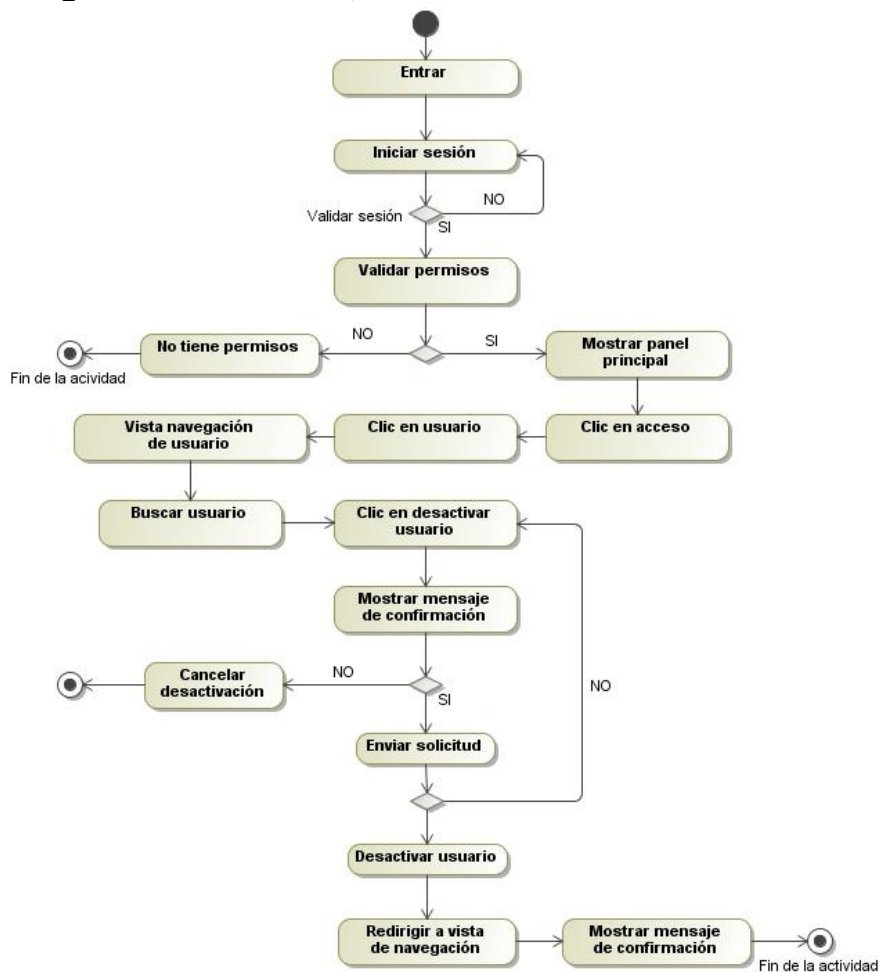 Entrar
Iniciar sesión
NO
Validar sesión
SI
Validar permisos
NO
SI
No tiene permisos
Mostrar panel
principal
Fin de la acividad
Vista navegación
de usuario
Clic en usuario
Clic en acceso
Buscar usuario
Clic en desactivar
usuario
Mostrar mensaje
de confirmación
Cancelar
desactivación
NO
SI
NO
Enviar solicitud
Desactivar usuario
Redirigir a vista
de navegación
Mostrar mensaje
de confirmación
Fin de la actividad